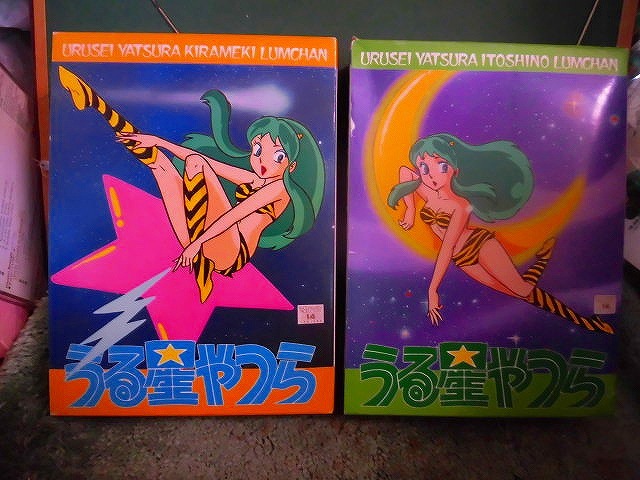 URUSEI YATSURA KIRAMEKI LUMCHAN
14
うる星やつら
URUSEI YATSURA ITOSHINO LUMCHAN
うる星やつら